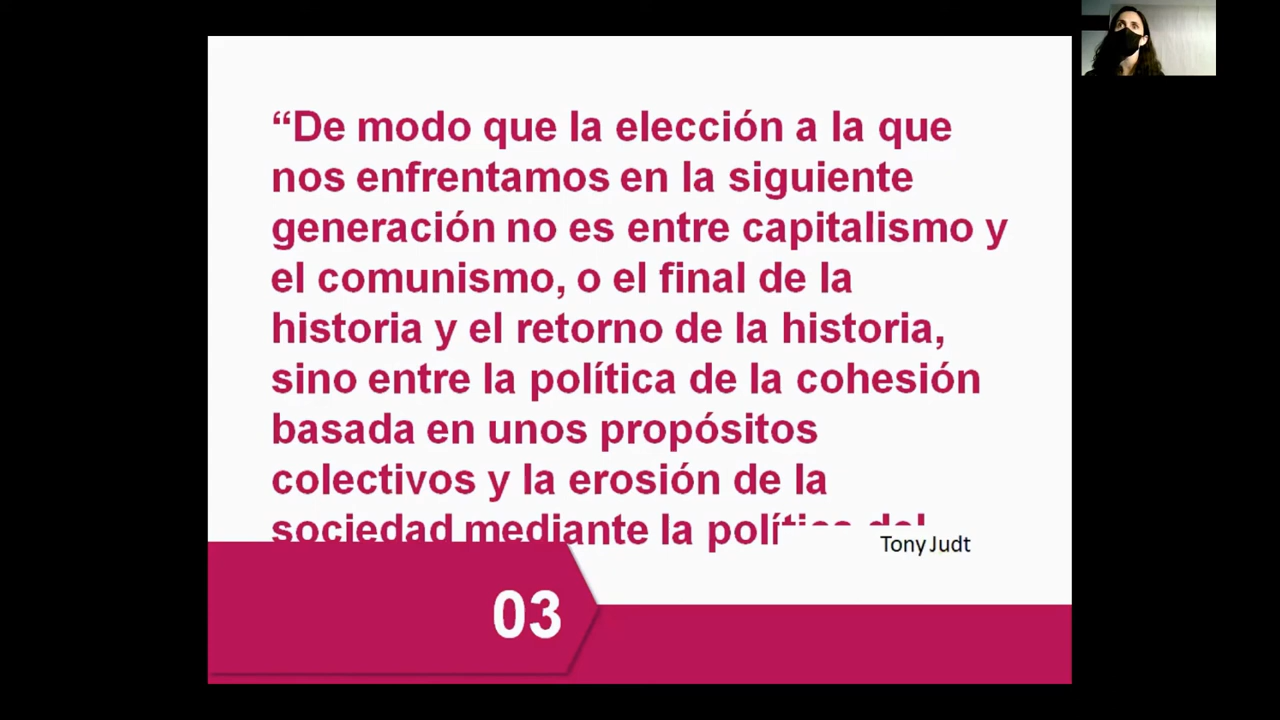 “De modo que la elección a la que
nos enfrentamos en la siguiente
generación no es entre capitalismo y
el comunismo, o el final de la
historia y el retorno de la historia,
sino entre la política de la cohesión
basada en unos propósitos
colectivos y la erosión de la
sociedad mediante la política del
Tony Judt
03